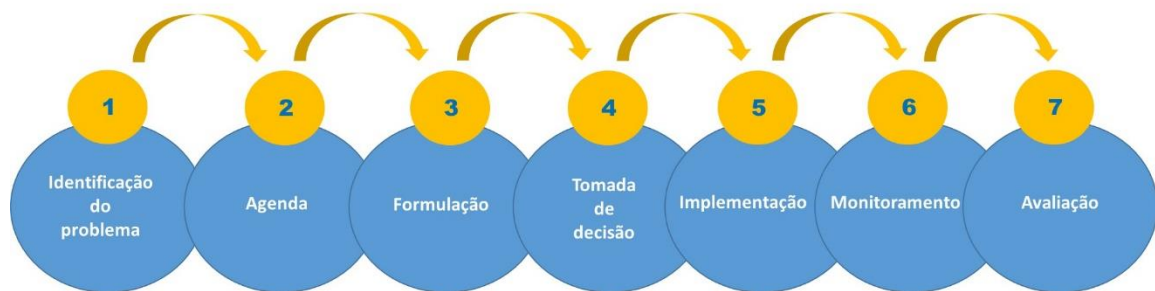 1
2
3
4
5
6
7
Identificação
do
problema
Agenda
Formulação
Tomada
de
decisão
Implementação
Monitoramento
Avaliação